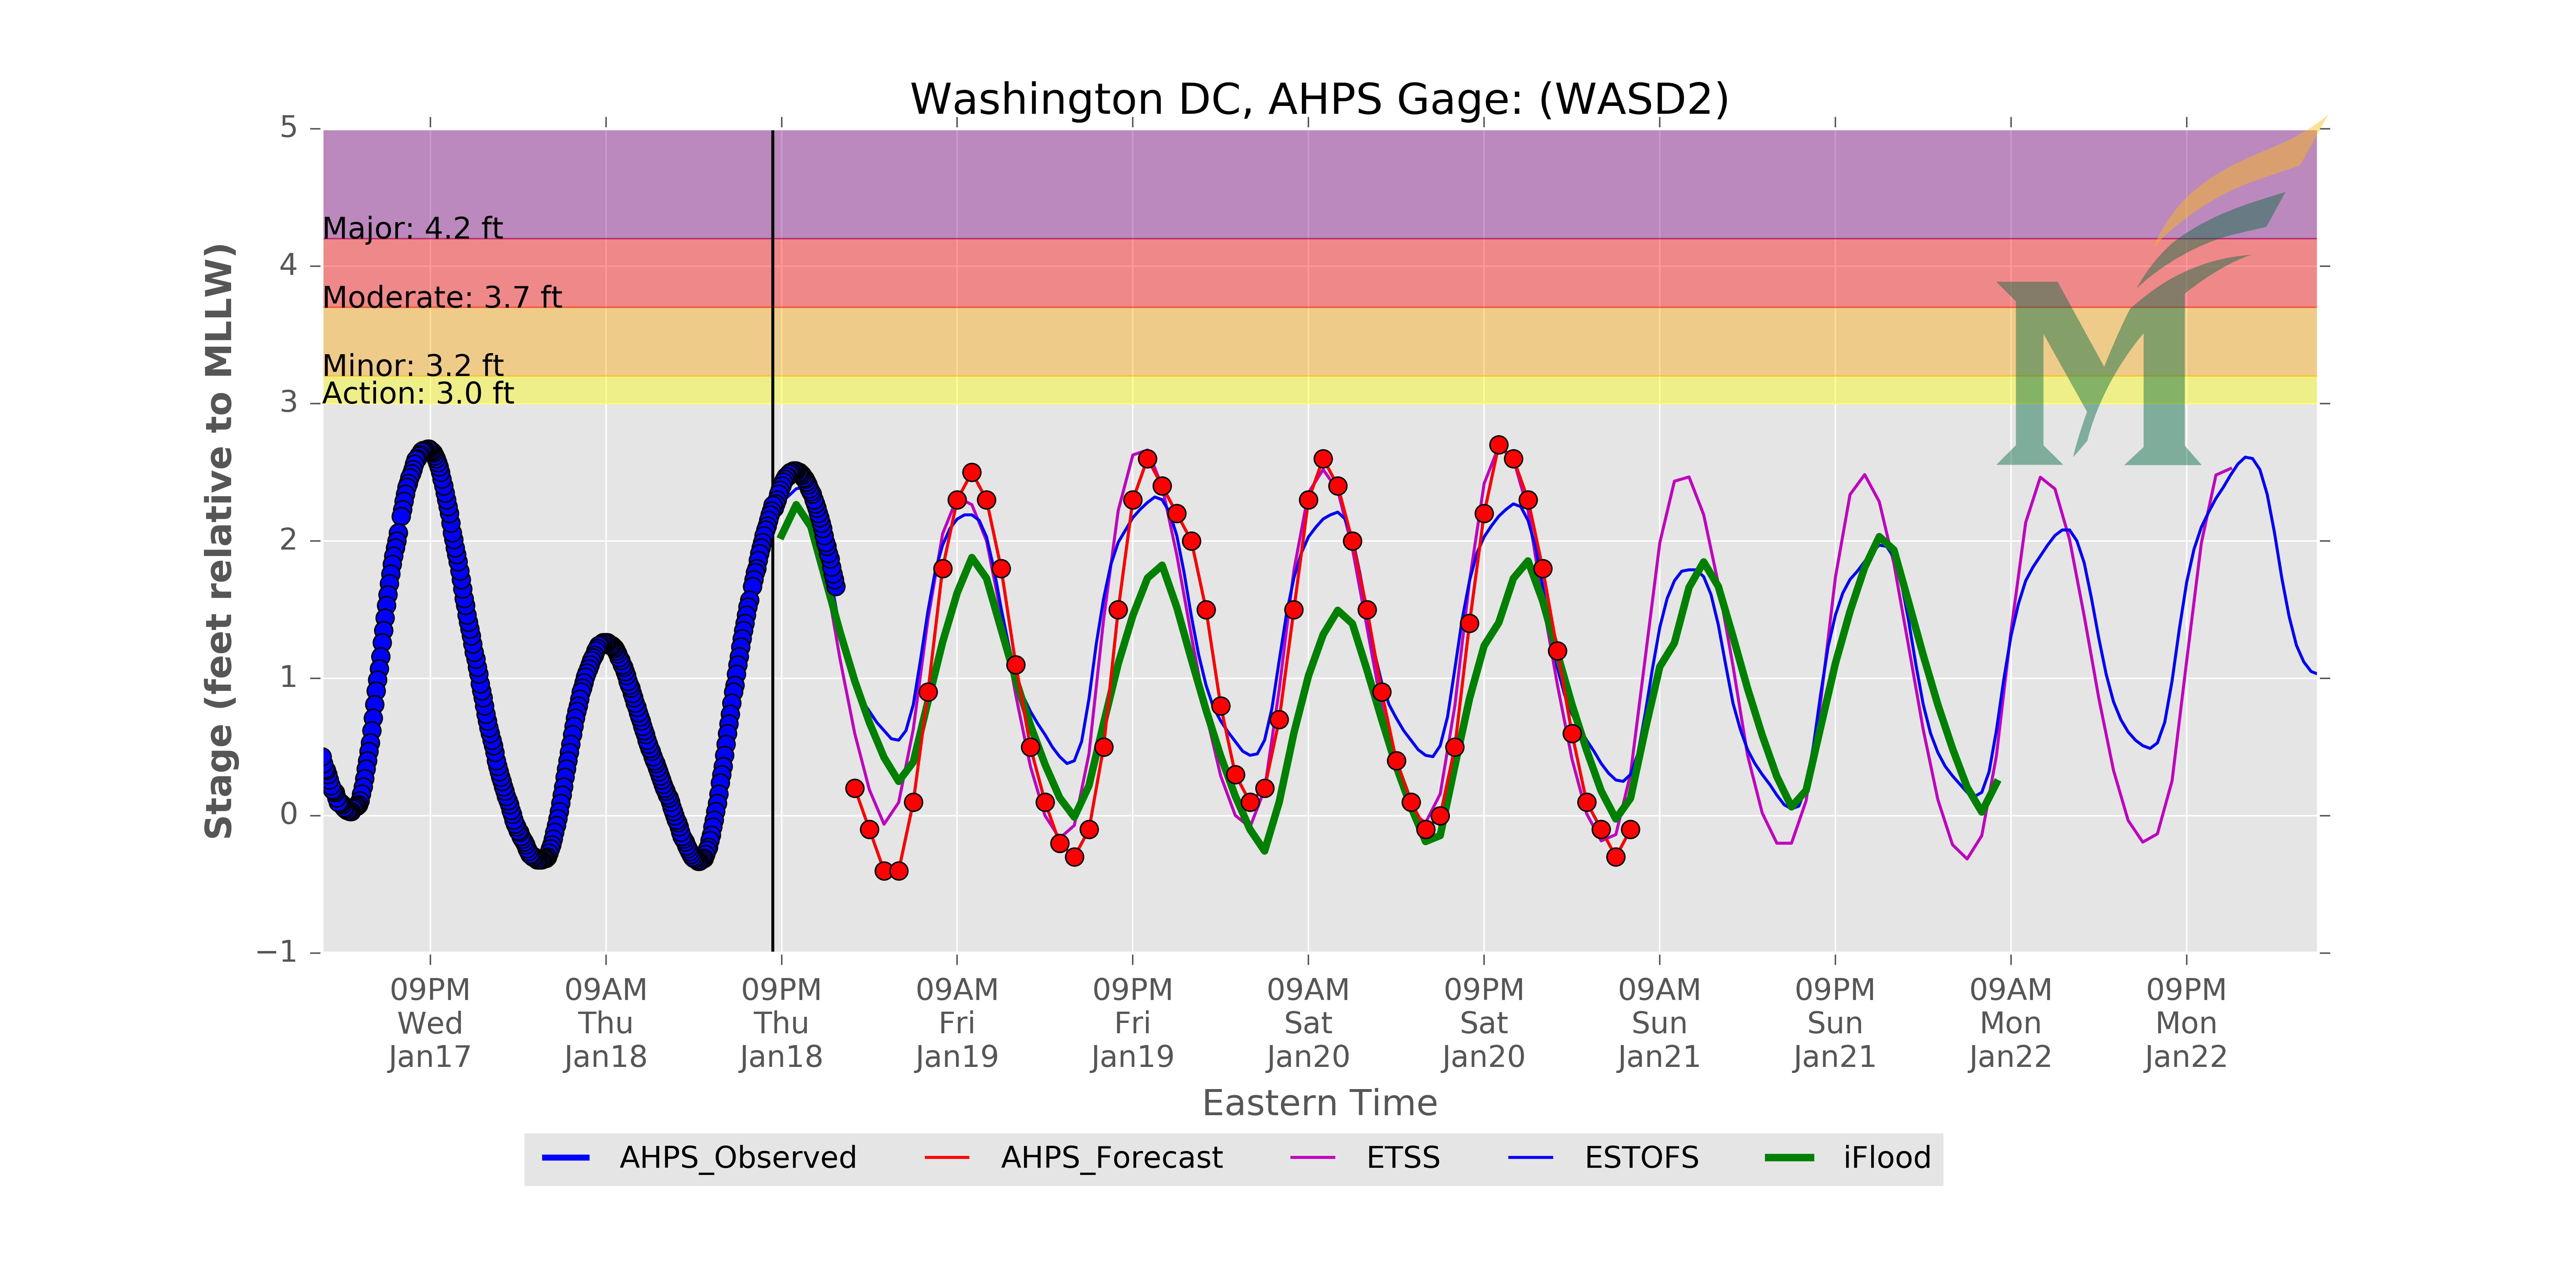 Washington DC, AHPS Gage: (WASD2)
Stage (feet relative to MLLW)
5
4
3
2
1
0
−1
Major: 4.2 ft
Moderate: 3.7 ft
Minor: 3.2 ft
Action: 3.0 ft
09PM
Wed
Jan17
09AM
Thu
Jan18
09PM
Thu
Jan18
09AM
Fri
Jan19
09PM
Fri
Jan19
09AM
Sat
Jan20
09PM
Sat
Jan20
09AM
Sun
Jan21
09PM
Sun
Jan21
09AM
Mon
Jan22
09PM
Mon
Jan22
Eastern Time
AHPS_Observed
AHPS_Forecast
ETSS
ESTOFS
iFlood